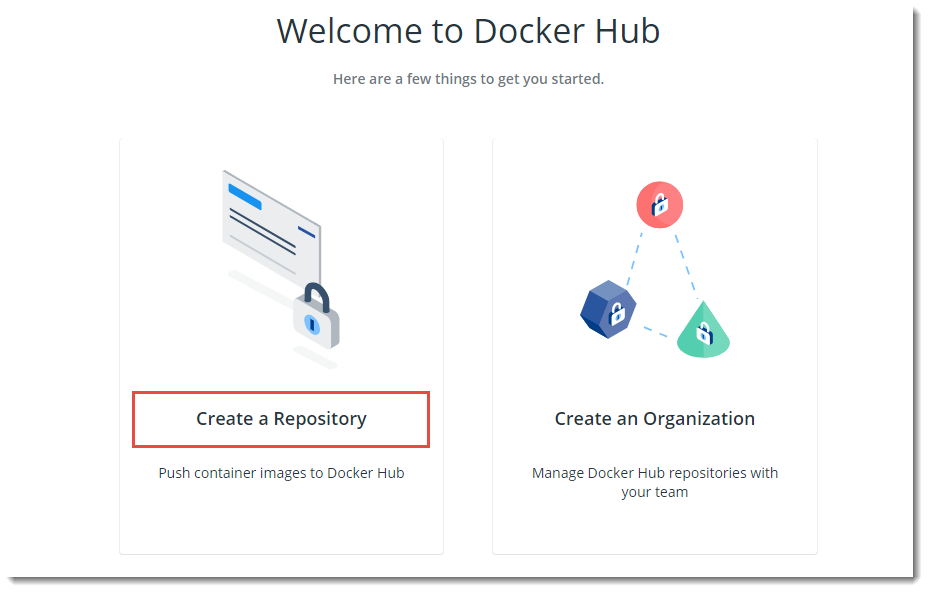 Welcome to Docker Hub
Here are a few things to get you started.
Create a Repository
Push container images to Docker Hub
Create an Organization
Manage Docker Hub repositories with
your team